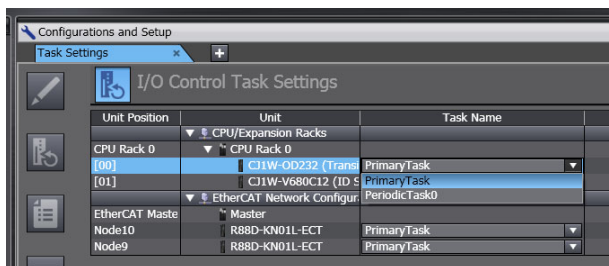 Configurations and Setup
Task Settings
I/O Control Task Settings
Unit Position Unit Task Name
CPU/Expansion Racks
CPU Rack 0 CPU Rack 0
[00] CJ1W-OD232 (Transi PrimaryTask
[01] CJ1W-V680C12 (ID S PrimaryTask
PeriodicTask0
EtherCAT Network Configur
EtherCAT Maste Master
Node10 R88D-KN01L-ECT PrimaryTask
Node9 R88D-KN01L-ECT PrimaryTask